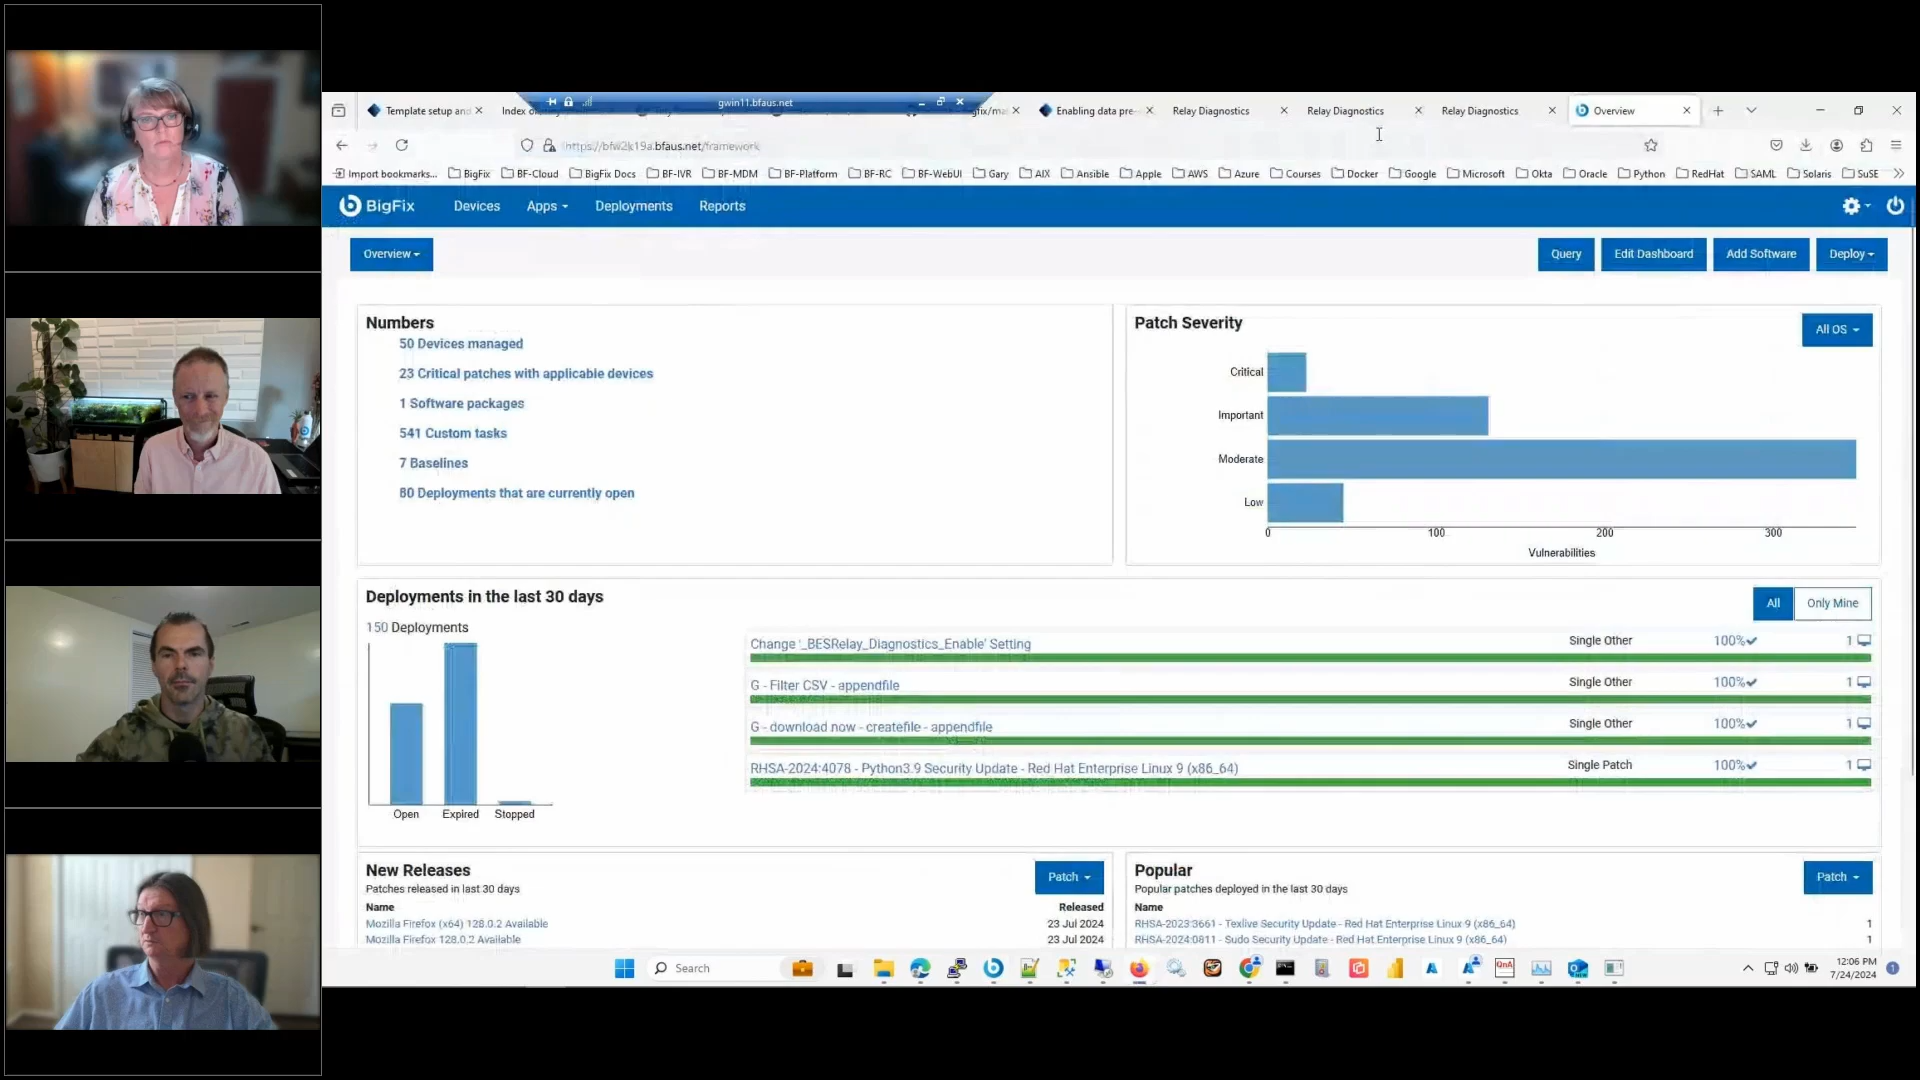 gwin11.bfaus.net
Template setup and
Index of
Enabling data pre-
Relay Diagnostics
Relay Diagnostics
Relay Diagnostics
Overview
https://bfw2k19a.bfaus.net/framework
Import bookmarks...
BigFix
BF-Cloud
BigFix Docs
BF-IVR
BF-MDM
BF-Platform
BF-RC
BF-WebUI
Gary
AIX
Ansible
Apple
AWS
Azure
Courses
Docker
Google
Microsoft
Okta
Oracle
Python
RedHat
SAML
Solaris
SuSE
BigFix
Devices
Apps
Deployments
Reports
Overview
Query
Edit Dashboard
Add Software
Deploy
Numbers
50 Devices managed
23 Critical patches with applicable devices
1 Software packages
541 Custom tasks
7 Baselines
80 Deployments that are currently open
Patch Severity
All OS
Critical
Important
Moderate
Low
0 100 200 300
Vulnerabilities
Deployments in the last 30 days
All
Only Mine
150 Deployments
Open Expired Stopped
Change '_BESRelay_Diagnostics_Enable' Setting Single Other 100% 1
G - Filter CSV - appendfile Single Other 100% 1
G - download now - createfile - appendfile Single Other 100% 1
RHSA-2024:4078 - Python3.9 Security Update - Red Hat Enterprise Linux 9 (x86_64) Single Patch 100% 1
New Releases
Patch
Patches released in last 30 days
Name Released
Mozilla Firefox (x64) 128.0.2 Available 23 Jul 2024
Mozilla Firefox 128.0.2 Available 23 Jul 2024
Popular
Patch
Popular patches deployed in the last 30 days
Name
RHSA-2023:3661 - Texlive Security Update - Red Hat Enterprise Linux 9 (x86_64) 1
RHSA-2024:0811 - Sudo Security Update - Red Hat Enterprise Linux 9 (x86_64) 1
Search
QnA
12:06 PM
7/24/2024